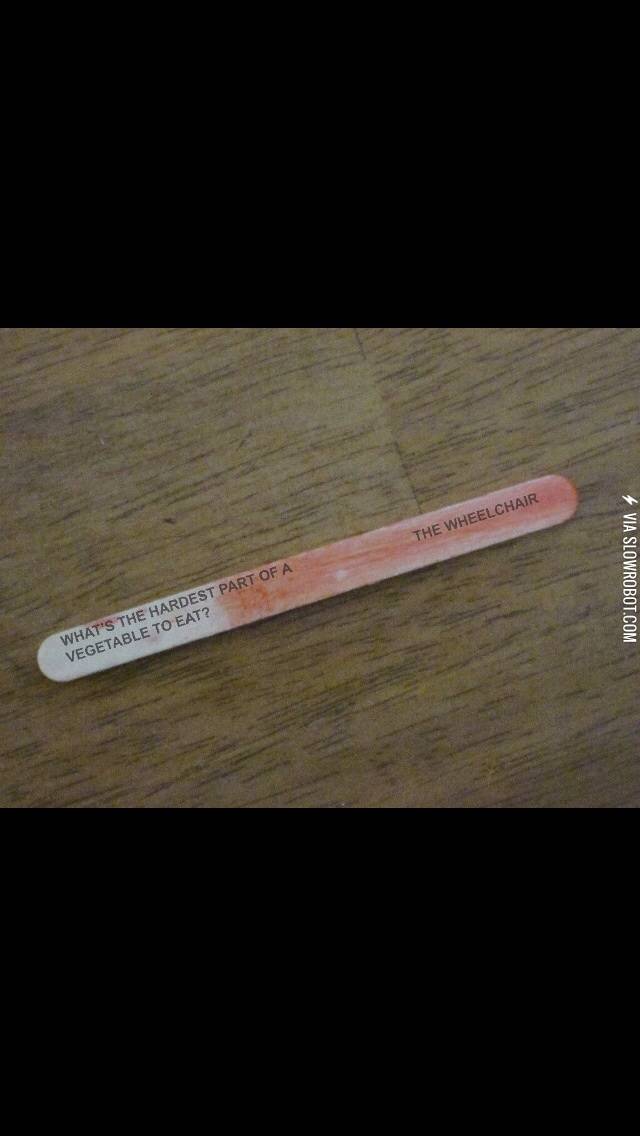 WHAT'S THE HARDEST PART OF A
VEGETABLE TO EAT?
THE WHEELCHAIR
VIA SLOWROBOT.COM